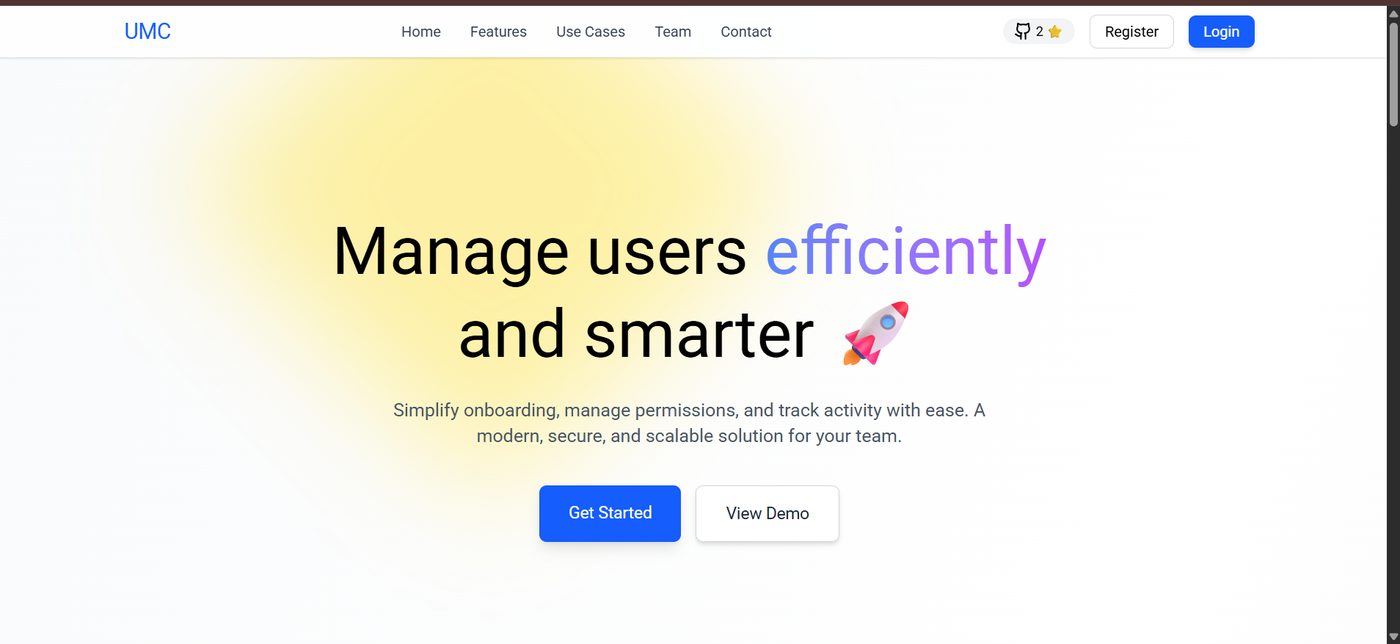 UMC
Home Features Use Cases Team Contact
2 ⭐
Register
Login
Manage users efficiently
and smarter 🚀
Simplify onboarding, manage permissions, and track activity with ease. A
modern, secure, and scalable solution for your team.
Get Started
View Demo